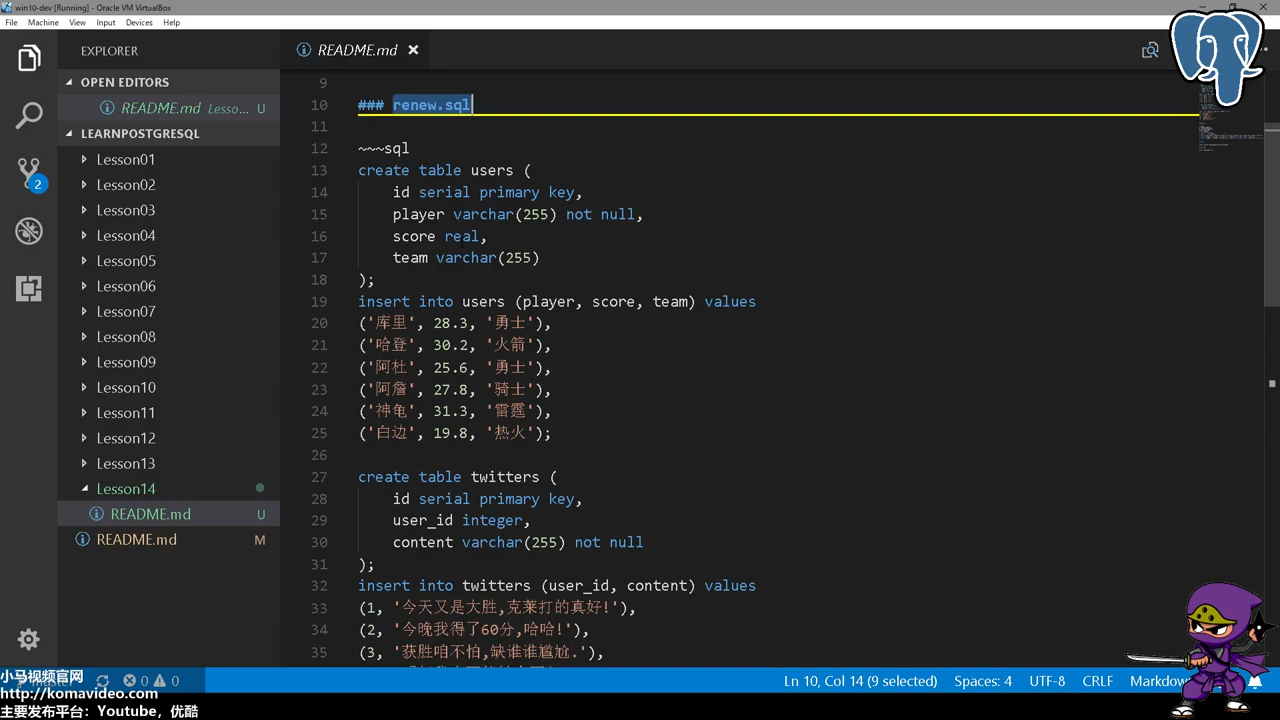 win10-dev [Running] - Oracle VM VirtualBox
File Machine View Input Devices Help
EXPLORER
OPEN EDITORS
README.md Lesso... U
LEARNPOSTGRESQL
Lesson01
Lesson02
Lesson03
Lesson04
Lesson05
Lesson06
Lesson07
Lesson08
Lesson09
Lesson10
Lesson11
Lesson12
Lesson13
Lesson14
README.md U
README.md M
2
README.md
9
10 ### renew.sql
11
12 ~~~sql
13 create table users (
14 id serial primary key,
15 player varchar(255) not null,
16 score real,
17 team varchar(255)
18 );
19 insert into users (player, score, team) values
20 ('库里', 28.3, '勇士'),
21 ('哈登', 30.2, '火箭'),
22 ('阿杜', 25.6, '勇士'),
23 ('阿詹', 27.8, '骑士'),
24 ('神龟', 31.3, '雷霆'),
25 ('白边', 19.8, '热火');
26
27 create table twitters (
28 id serial primary key,
29 user_id integer,
30 content varchar(255) not null
31 );
32 insert into twitters (user_id, content) values
33 (1, '今天又是大胜,克莱打的真好!'),
34 (2, '今晚我得了60分,哈哈!'),
35 (3, '获胜咱不怕,缺谁谁尴尬.'),
0 0
Ln 10, Col 14 (9 selected) Spaces: 4 UTF-8 CRLF Markdow
小马视频官网
http://komavideo.com
主要发布平台：Youtube，优酷